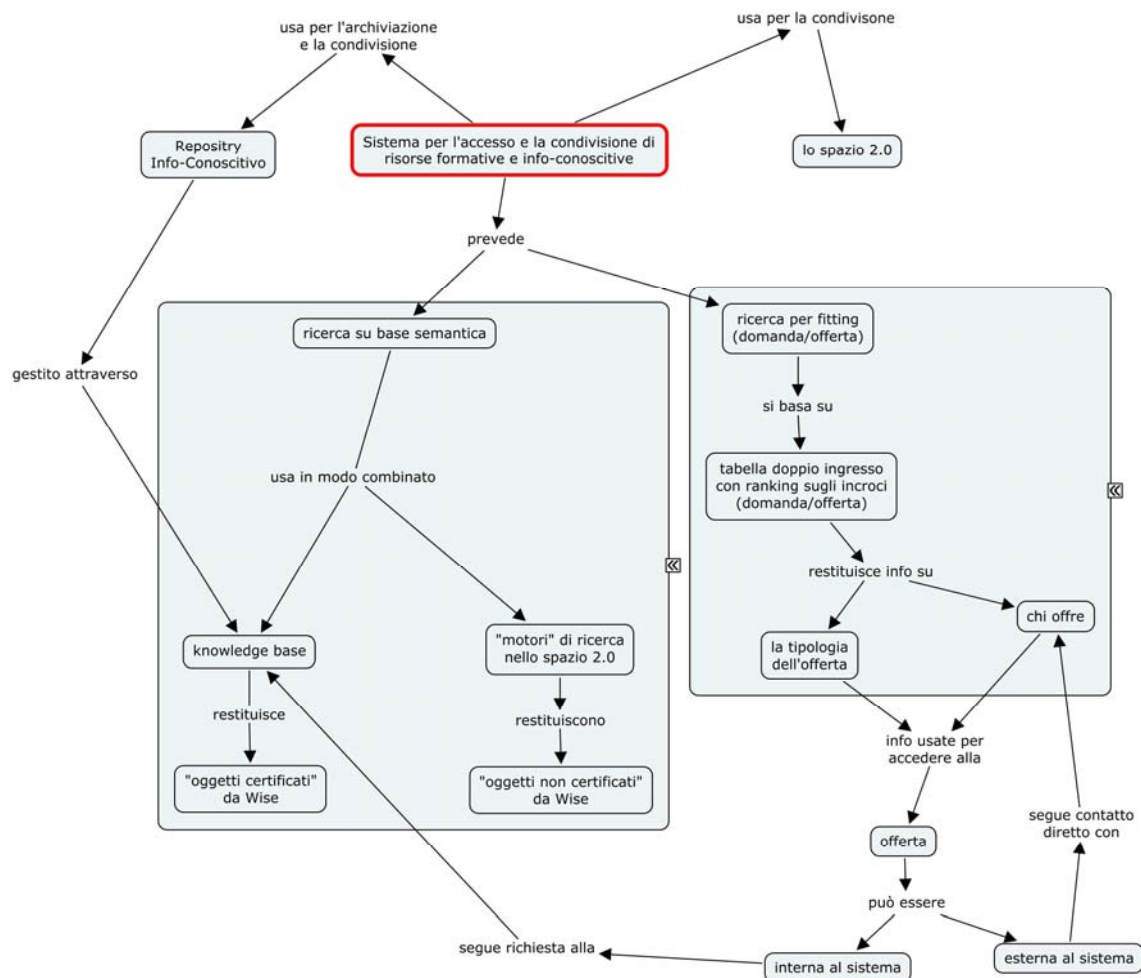 usa per la condivisone
usa per l'archiviazione
e la condivisione
Repositry
Info-Conoscitivo
Sistema per l'accesso e la condivisione di
risorse formative e info-conoscitive
lo spazio 2.0
prevede
ricerca su base semantica
ricerca per fitting
(domanda/offerta)
gestito attraverso
si basa su
usa in modo combinato
tabella doppio ingresso
con ranking sugli incroci
(domanda/offerta)
restituisce info su
chi offre
knowledge base
"motori" di ricerca
nello spazio 2.0
la tipologia
dell'offerta
restituisce
restituiscono
info usate per
accedere alla
"oggetti certificati"
da Wise
"oggetti non certificati"
da Wise
segue contatto
diretto con
offerta
può essere
segue richiesta alla
interna al sistema
esterna al sistema